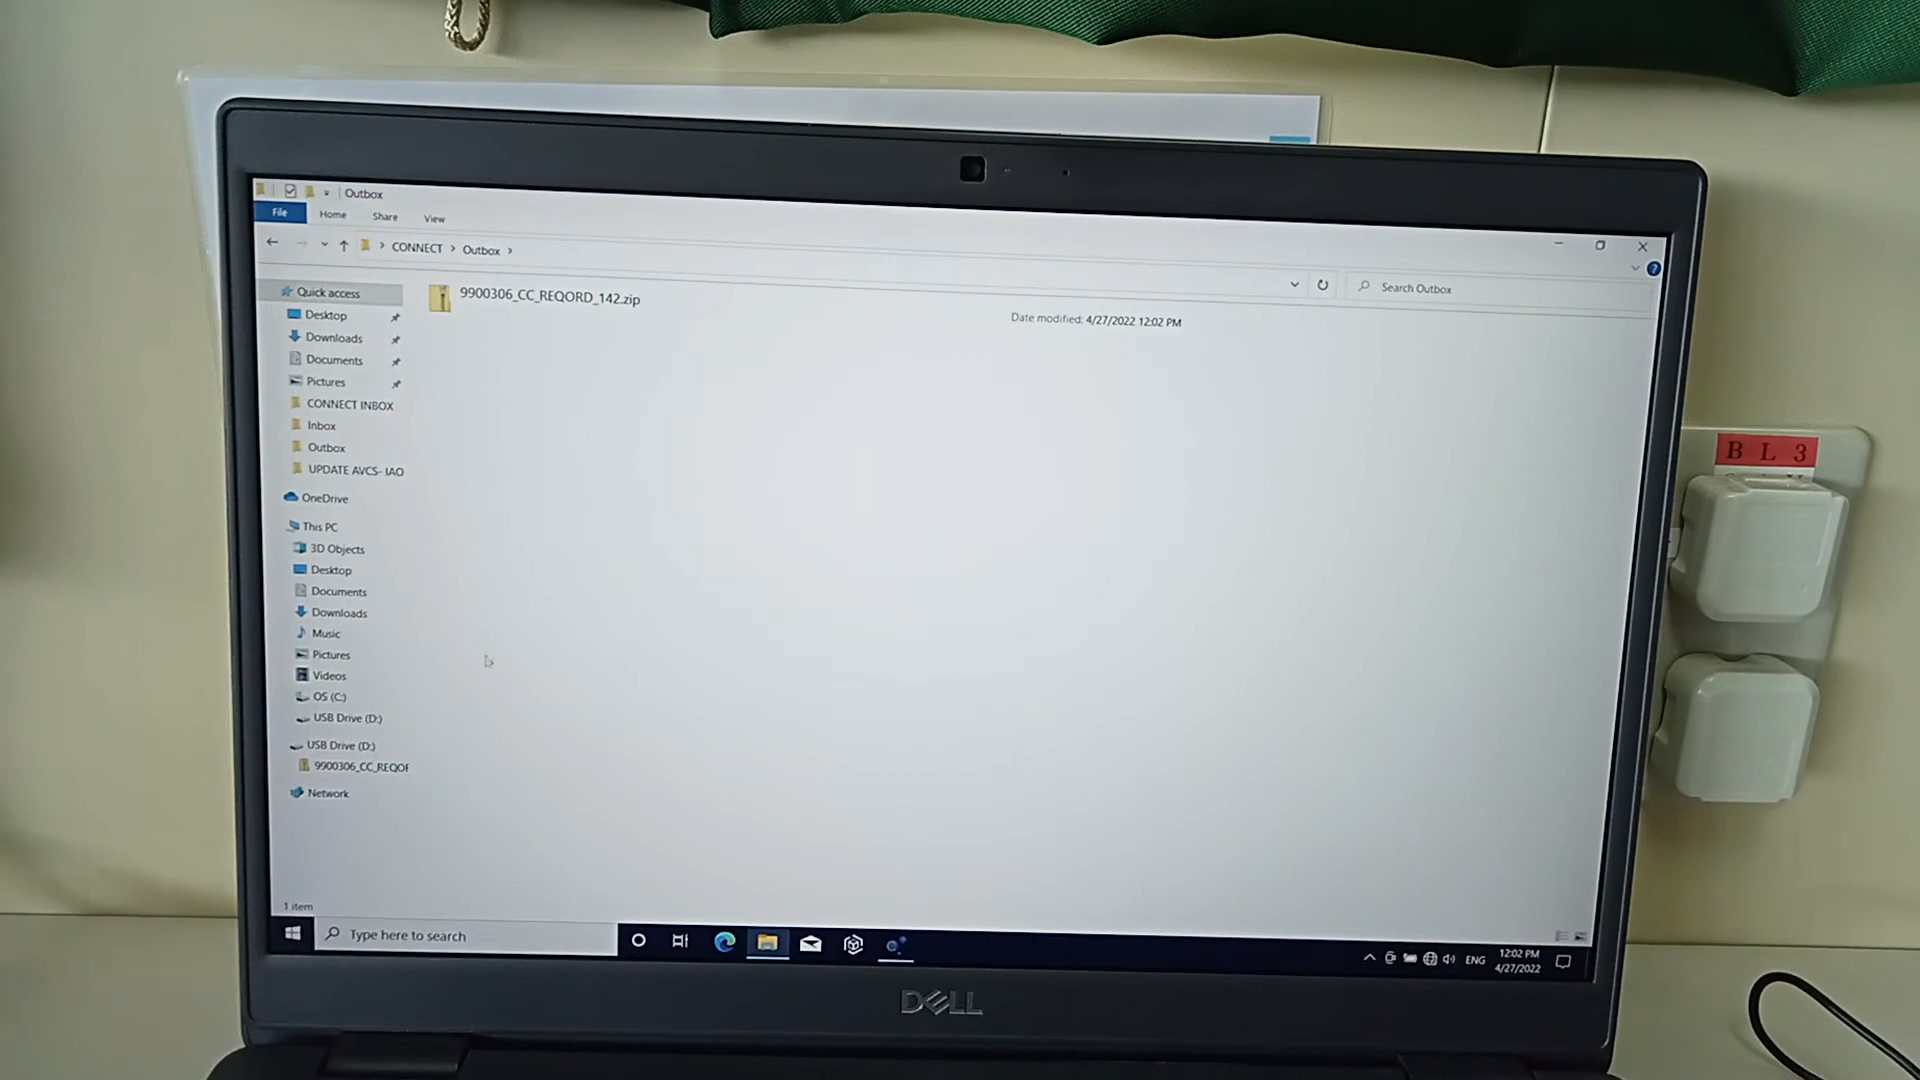 Outbox
File Home Share View
CONNECT > Outbox >
Search Outbox
Quick access
Desktop
Downloads
Documents
Pictures
CONNECT INBOX
Inbox
Outbox
UPDATE AVCS- IAO
OneDrive
This PC
3D Objects
Desktop
Documents
Downloads
Music
Pictures
Videos
OS (C:)
USB Drive (D:)
USB Drive (D:)
9900306_CC_REQOF
Network
9900306_CC_REQORD_142.zip
Date modified: 4/27/2022 12:02 PM
1 item
Type here to search
ENG
12:02 PM
4/27/2022
DELL
B L 3